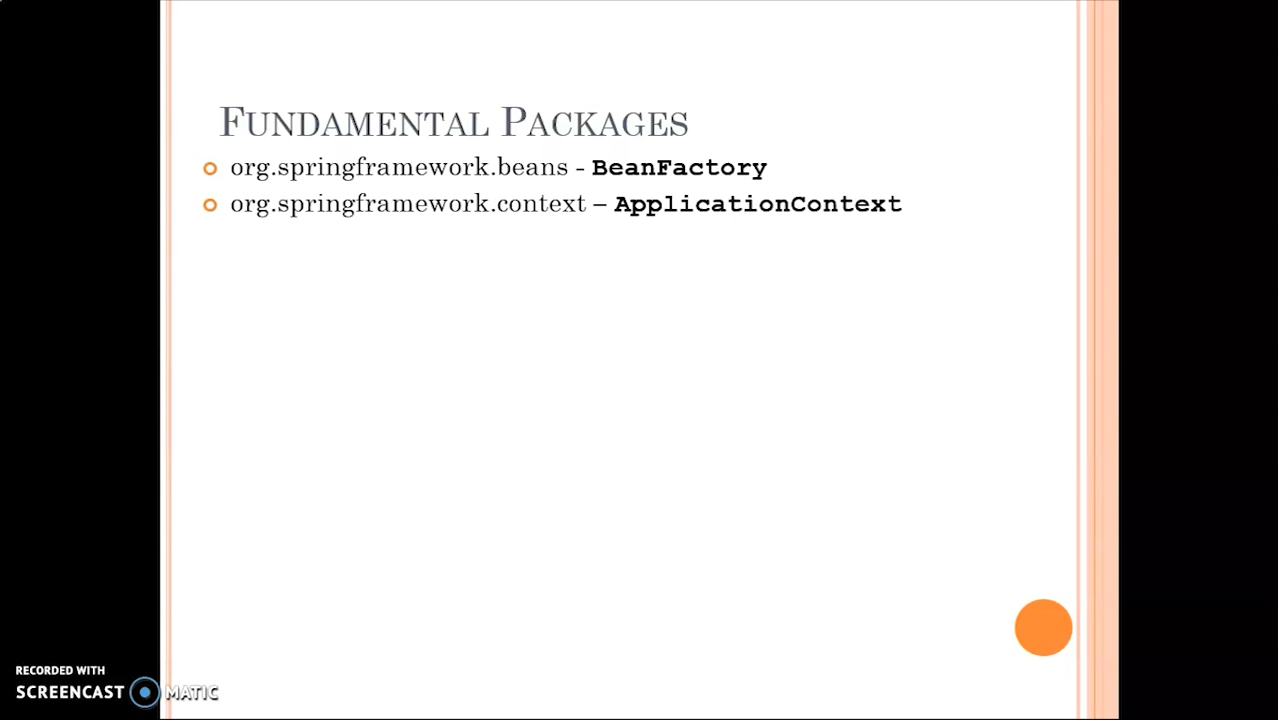 Fundamental Packages
org.springframework.beans - BeanFactory
org.springframework.context – ApplicationContext
RECORDED WITH
SCREENCAST MATIC